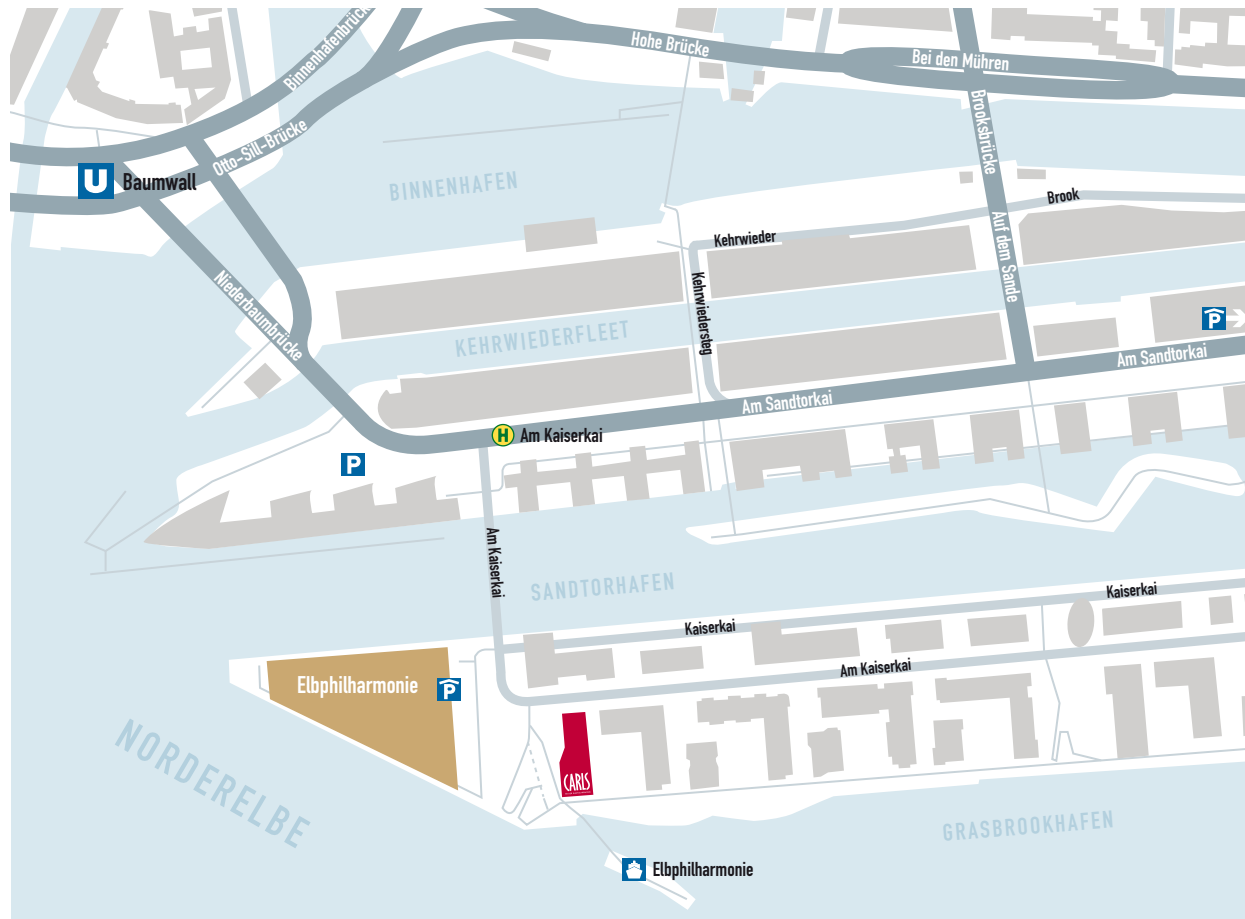 Binnenhafenbrücke
Hohe Brücke
Bei den Mühren
Otto-Sill-Brücke
Brooksbrücke
U
Baumwall
BINNENHAFEN
Brook
Kehrwieder
Auf dem Sande
Niederbaumbrücke
Kehrwiedersteg
KEHRWIEDERFLEET
P
Am Sandtorkai
Am Sandtorkai
H Am Kaiserkai
P
Am Kaiserkai
SANDTORHAFEN
Kaiserkai
Kaiserkai
Am Kaiserkai
Elbphilharmonie
P
NORDERELBE
CARLS
GRASBROOKHAFEN
Elbphilharmonie